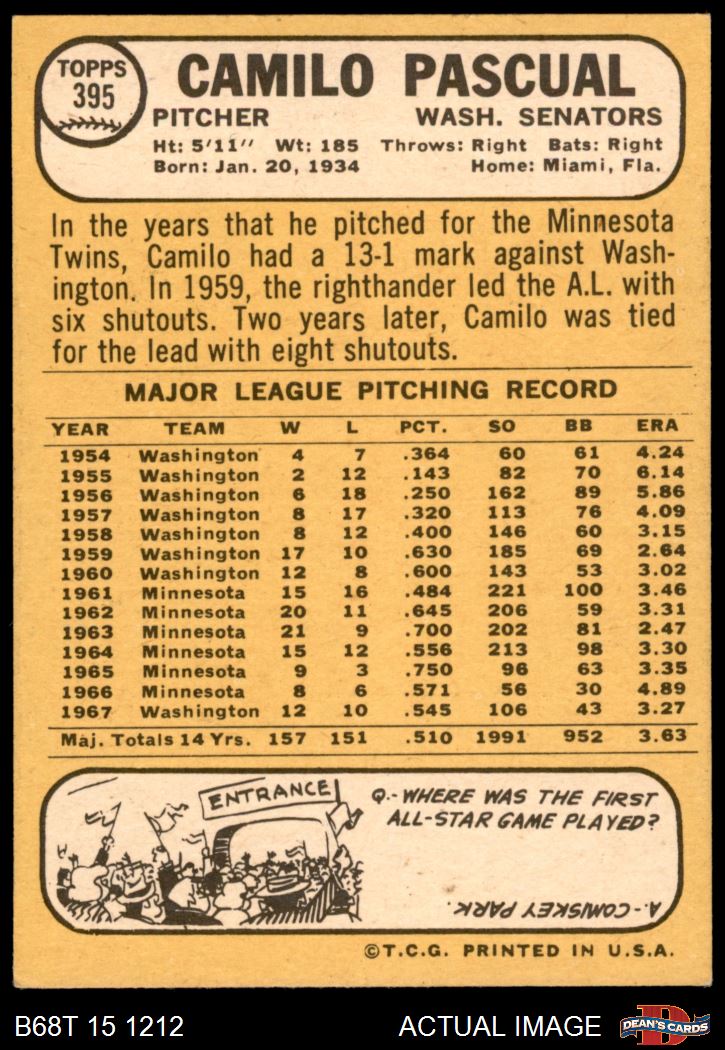 TOPPS
395
CAMILO PASCUAL
PITCHER WASH. SENATORS
Ht: 5'11" Wt: 185 Throws: Right Bats: Right
Born: Jan. 20, 1934 Home: Miami, Fla.
In the years that he pitched for the Minnesota
Twins, Camilo had a 13-1 mark against Wash-
ington. In 1959, the righthander led the A.L. with
six shutouts. Two years later, Camilo was tied
for the lead with eight shutouts.
MAJOR LEAGUE PITCHING RECORD
YEAR TEAM W L PCT. SO BB ERA
1954 Washington 4 7 .364 60 61 4.24
1955 Washington 2 12 .143 82 70 6.14
1956 Washington 6 18 .250 162 89 5.86
1957 Washington 8 17 .320 113 76 4.09
1958 Washington 8 12 .400 146 60 3.15
1959 Washington 17 10 .630 185 69 2.64
1960 Washington 12 8 .600 143 53 3.02
1961 Minnesota 15 16 .484 221 100 3.46
1962 Minnesota 20 11 .645 206 59 3.31
1963 Minnesota 21 9 .700 202 81 2.47
1964 Minnesota 15 12 .556 213 98 3.30
1965 Minnesota 9 3 .750 96 63 3.35
1966 Minnesota 8 6 .571 56 30 4.89
1967 Washington 12 10 .545 106 43 3.27
Maj. Totals 14 Yrs. 157 151 .510 1991 952 3.63
ENTRANCE
Q.- WHERE WAS THE FIRST
ALL-STAR GAME PLAYED?
A.- COMISKEY PARK.
©T.C.G. PRINTED IN U.S.A.
B68T 15 1212 ACTUAL IMAGE
D
DEAN'S CARDS